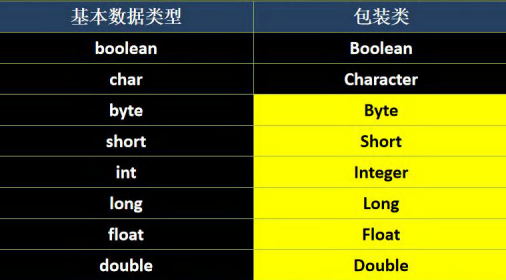 基本数据类型 包装类
boolean Boolean
char Character
byte Byte
short Short
int Integer
long Long
float Float
double Double